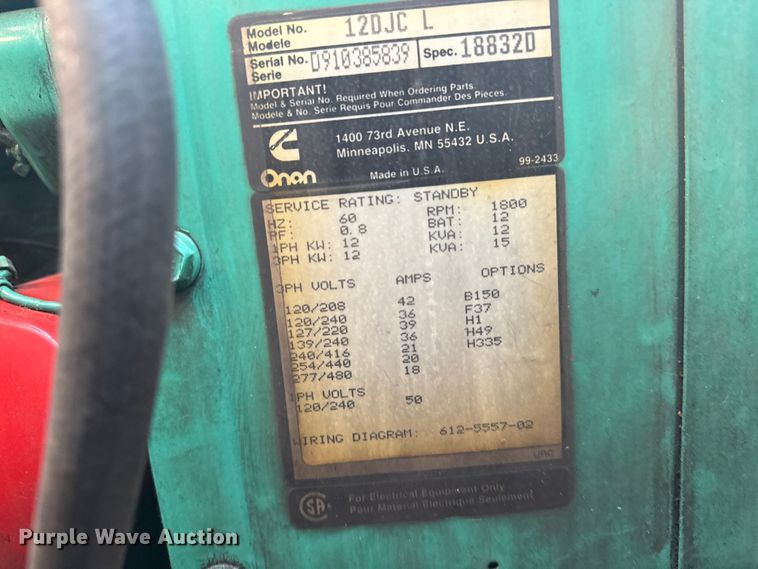 Model No. 12DJC L
Modele
Serial No. D910385839 Spec. 18832D
Serie
IMPORTANT!
Model & Serial No. Required When Ordering Parts.
Modele & No. Serie Requis Pour Commander Des Pieces.
1400 73rd Avenue N.E.
Minneapolis, MN 55432 U.S.A.
99-2433
Onan
Made in U.S.A.
SERVICE RATING: STANDBY
HZ: 60 RPM: 1800
PF: 0.8 BAT: 12
1PH KW: 12 KVA: 12
3PH KW: 12 KVA: 15
3PH VOLTS AMPS OPTIONS
120/208 42 B150
120/240 36 F37
127/220 39 H1
139/240 36 H49
240/416 21 H335
254/440 20
277/480 18
1PH VOLTS
120/240 50
WIRING DIAGRAM: 612-5557-02
For Electrical Equipment Only
Pour Material Electrique Seulement
Purple Wave Auction